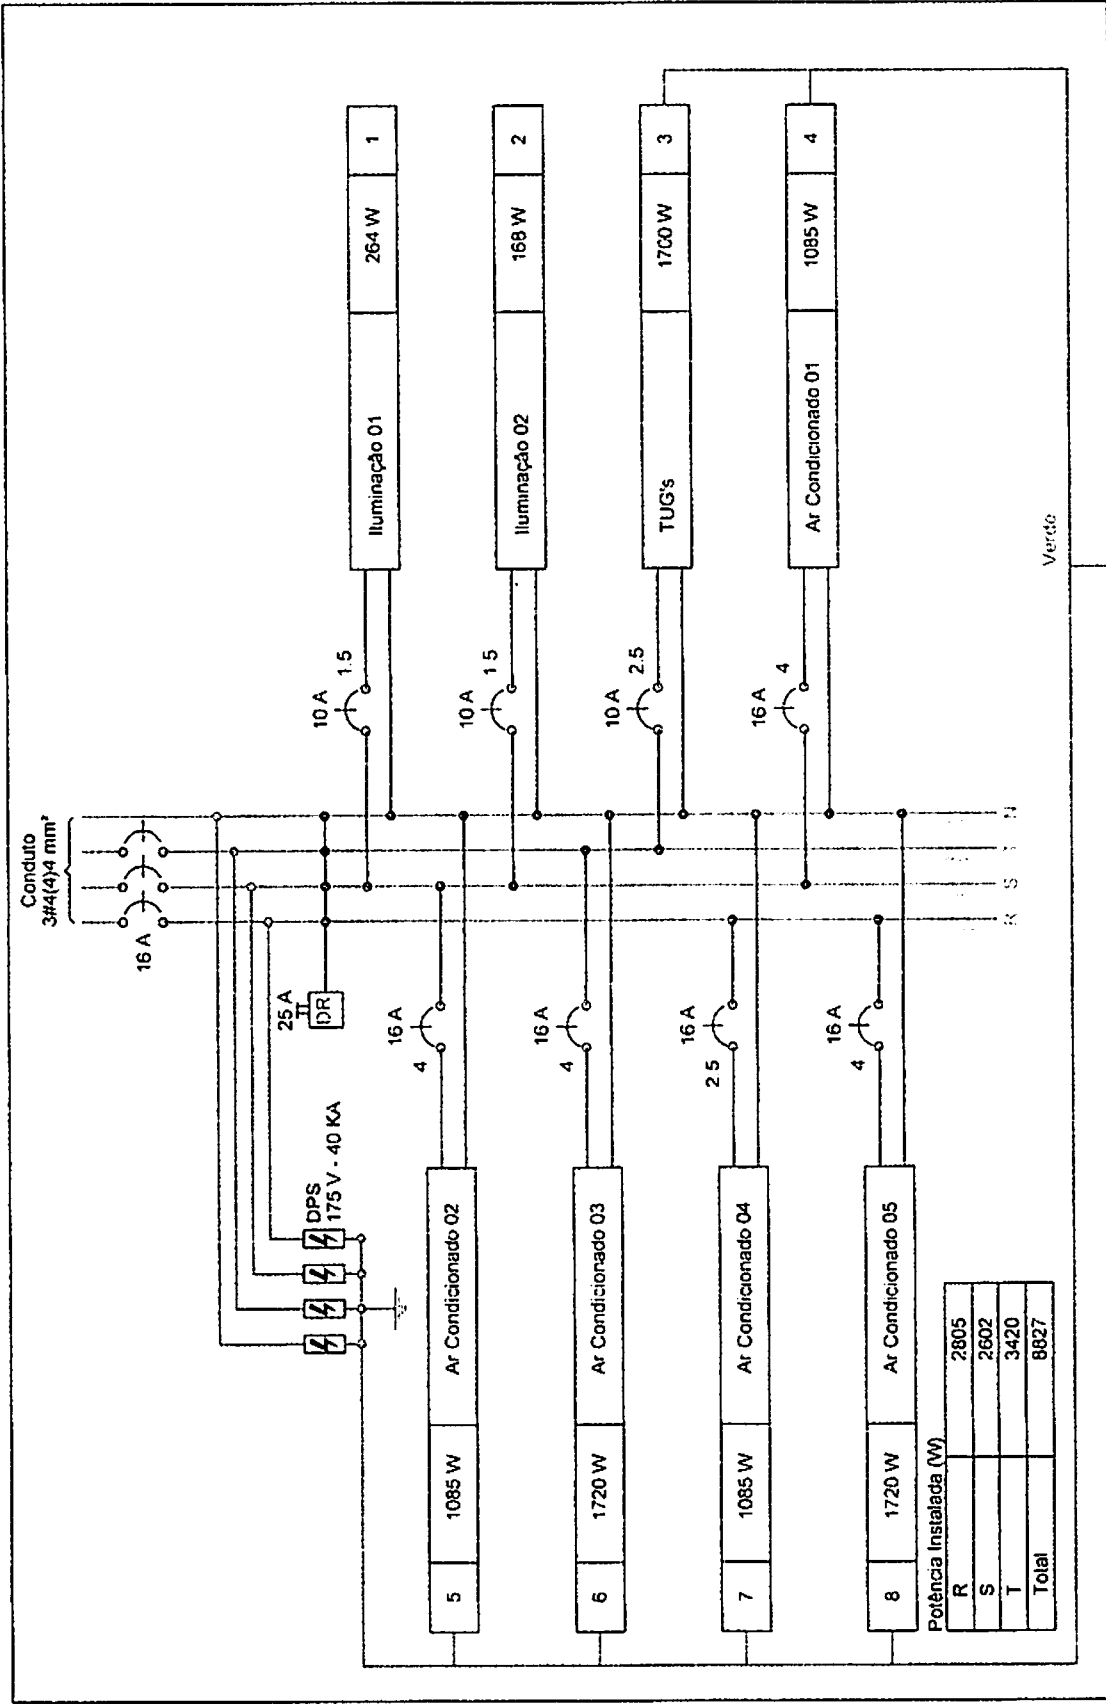 Conduto
3#4(4)4 mm²
16 A
25 A
DR
DPS
175 V - 40 KA
10 A
1.5
Iluminação 01
264 W
1
10 A
1 5
Iluminação 02
168 W
2
10 A
2.5
TUG's
1700 W
3
16 A
4
Ar Condicionado 01
1085 W
4
5
1085 W
Ar Condicionado 02
4
16 A
6
1720 W
Ar Condicionado 03
4
16 A
7
1085 W
Ar Condicionado 04
2 5
16 A
8
1720 W
Ar Condicionado 05
4
16 A
R
S
N
Verde
Potência Instalada (W)
R 2805
S 2602
T 3420
Total 8827